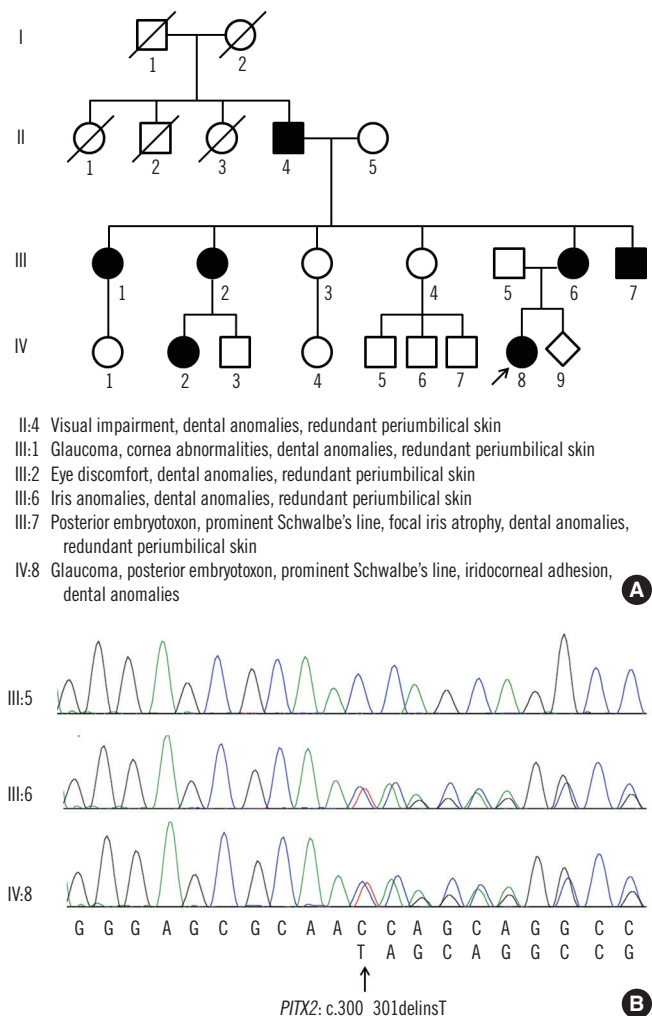 I
1 2
II
1 2 3 4 5
III
1 2 3 4 5 6 7
IV
1 2 3 4 5 6 7 8 9
II:4 Visual impairment, dental anomalies, redundant periumbilical skin
III:1 Glaucoma, cornea abnormalities, dental anomalies, redundant periumbilical skin
III:2 Eye discomfort, dental anomalies, redundant periumbilical skin
III:6 Iris anomalies, dental anomalies, redundant periumbilical skin
III:7 Posterior embryotoxon, prominent Schwalbe's line, focal iris atrophy, dental anomalies,
redundant periumbilical skin
IV:8 Glaucoma, posterior embryotoxon, prominent Schwalbe's line, iridocorneal adhesion,
dental anomalies
A
III:5
III:6
IV:8
G G G A G C G C A A C C A G C A G G C C
T A G C A G G C C G
PITX2: c.300_301delinsT
B